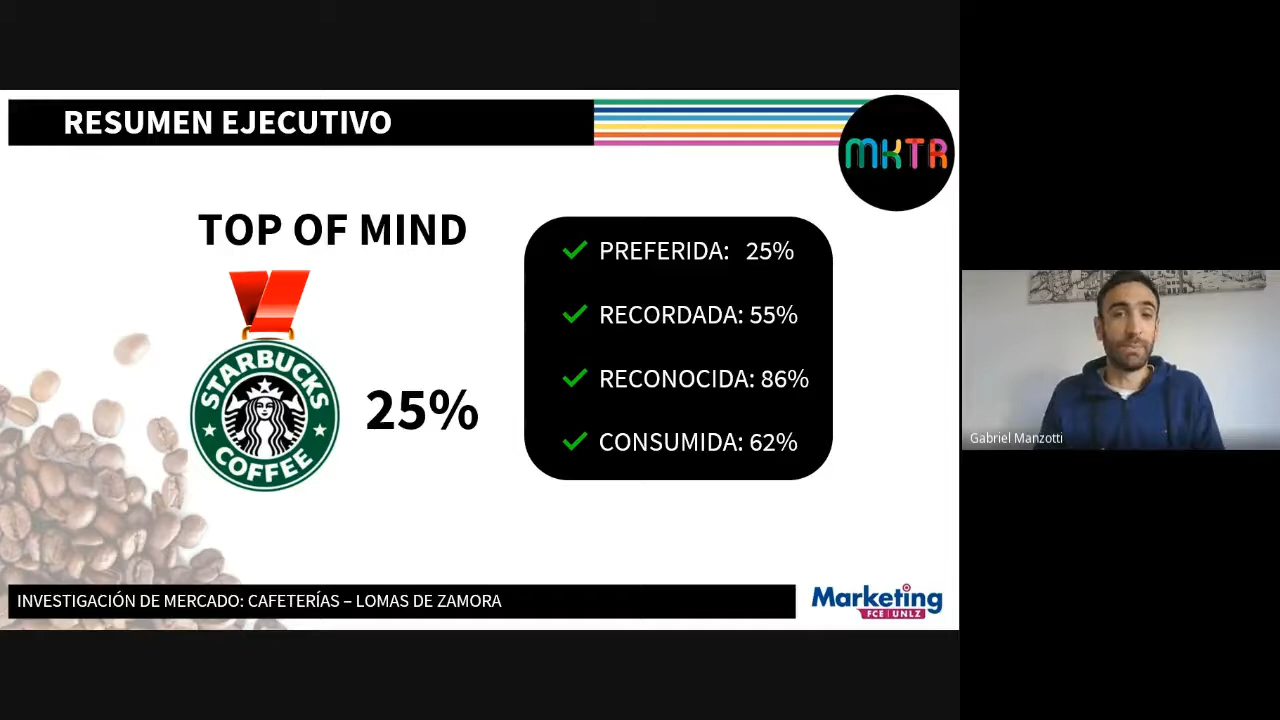 RESUMEN EJECUTIVO
MKTR
TOP OF MIND
STARBUCKS
COFFEE
25%
PREFERIDA: 25%
RECORDADA: 55%
RECONOCIDA: 86%
CONSUMIDA: 62%
Gabriel Manzotti
INVESTIGACIÓN DE MERCADO: CAFETERÍAS – LOMAS DE ZAMORA
Marketing
FCE | UNLZ